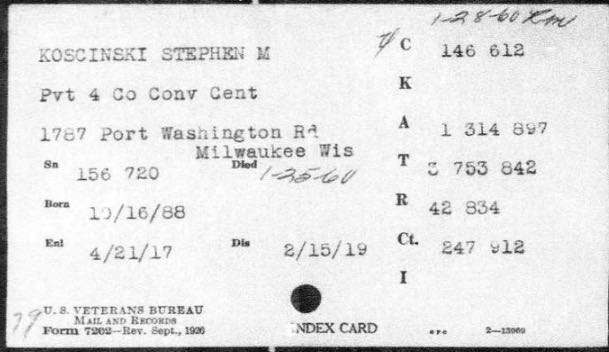 1-28-60
KOSCINSKI STEPHEN M
C 146 612
Pvt 4 Co Conv Cent
K
1787 Port Washington Rd
A 1 314 897
Milwaukee Wis
Sn 156 720
Died 1-25-60
T 3 753 842
Born 10/16/88
R 42 834
Enl 4/21/17
Dis 2/15/19
Ct. 247 912
I
U. S. VETERANS BUREAU
MAIL AND RECORDS
Form 7202—Rev. Sept., 1926
INDEX CARD
2—13069